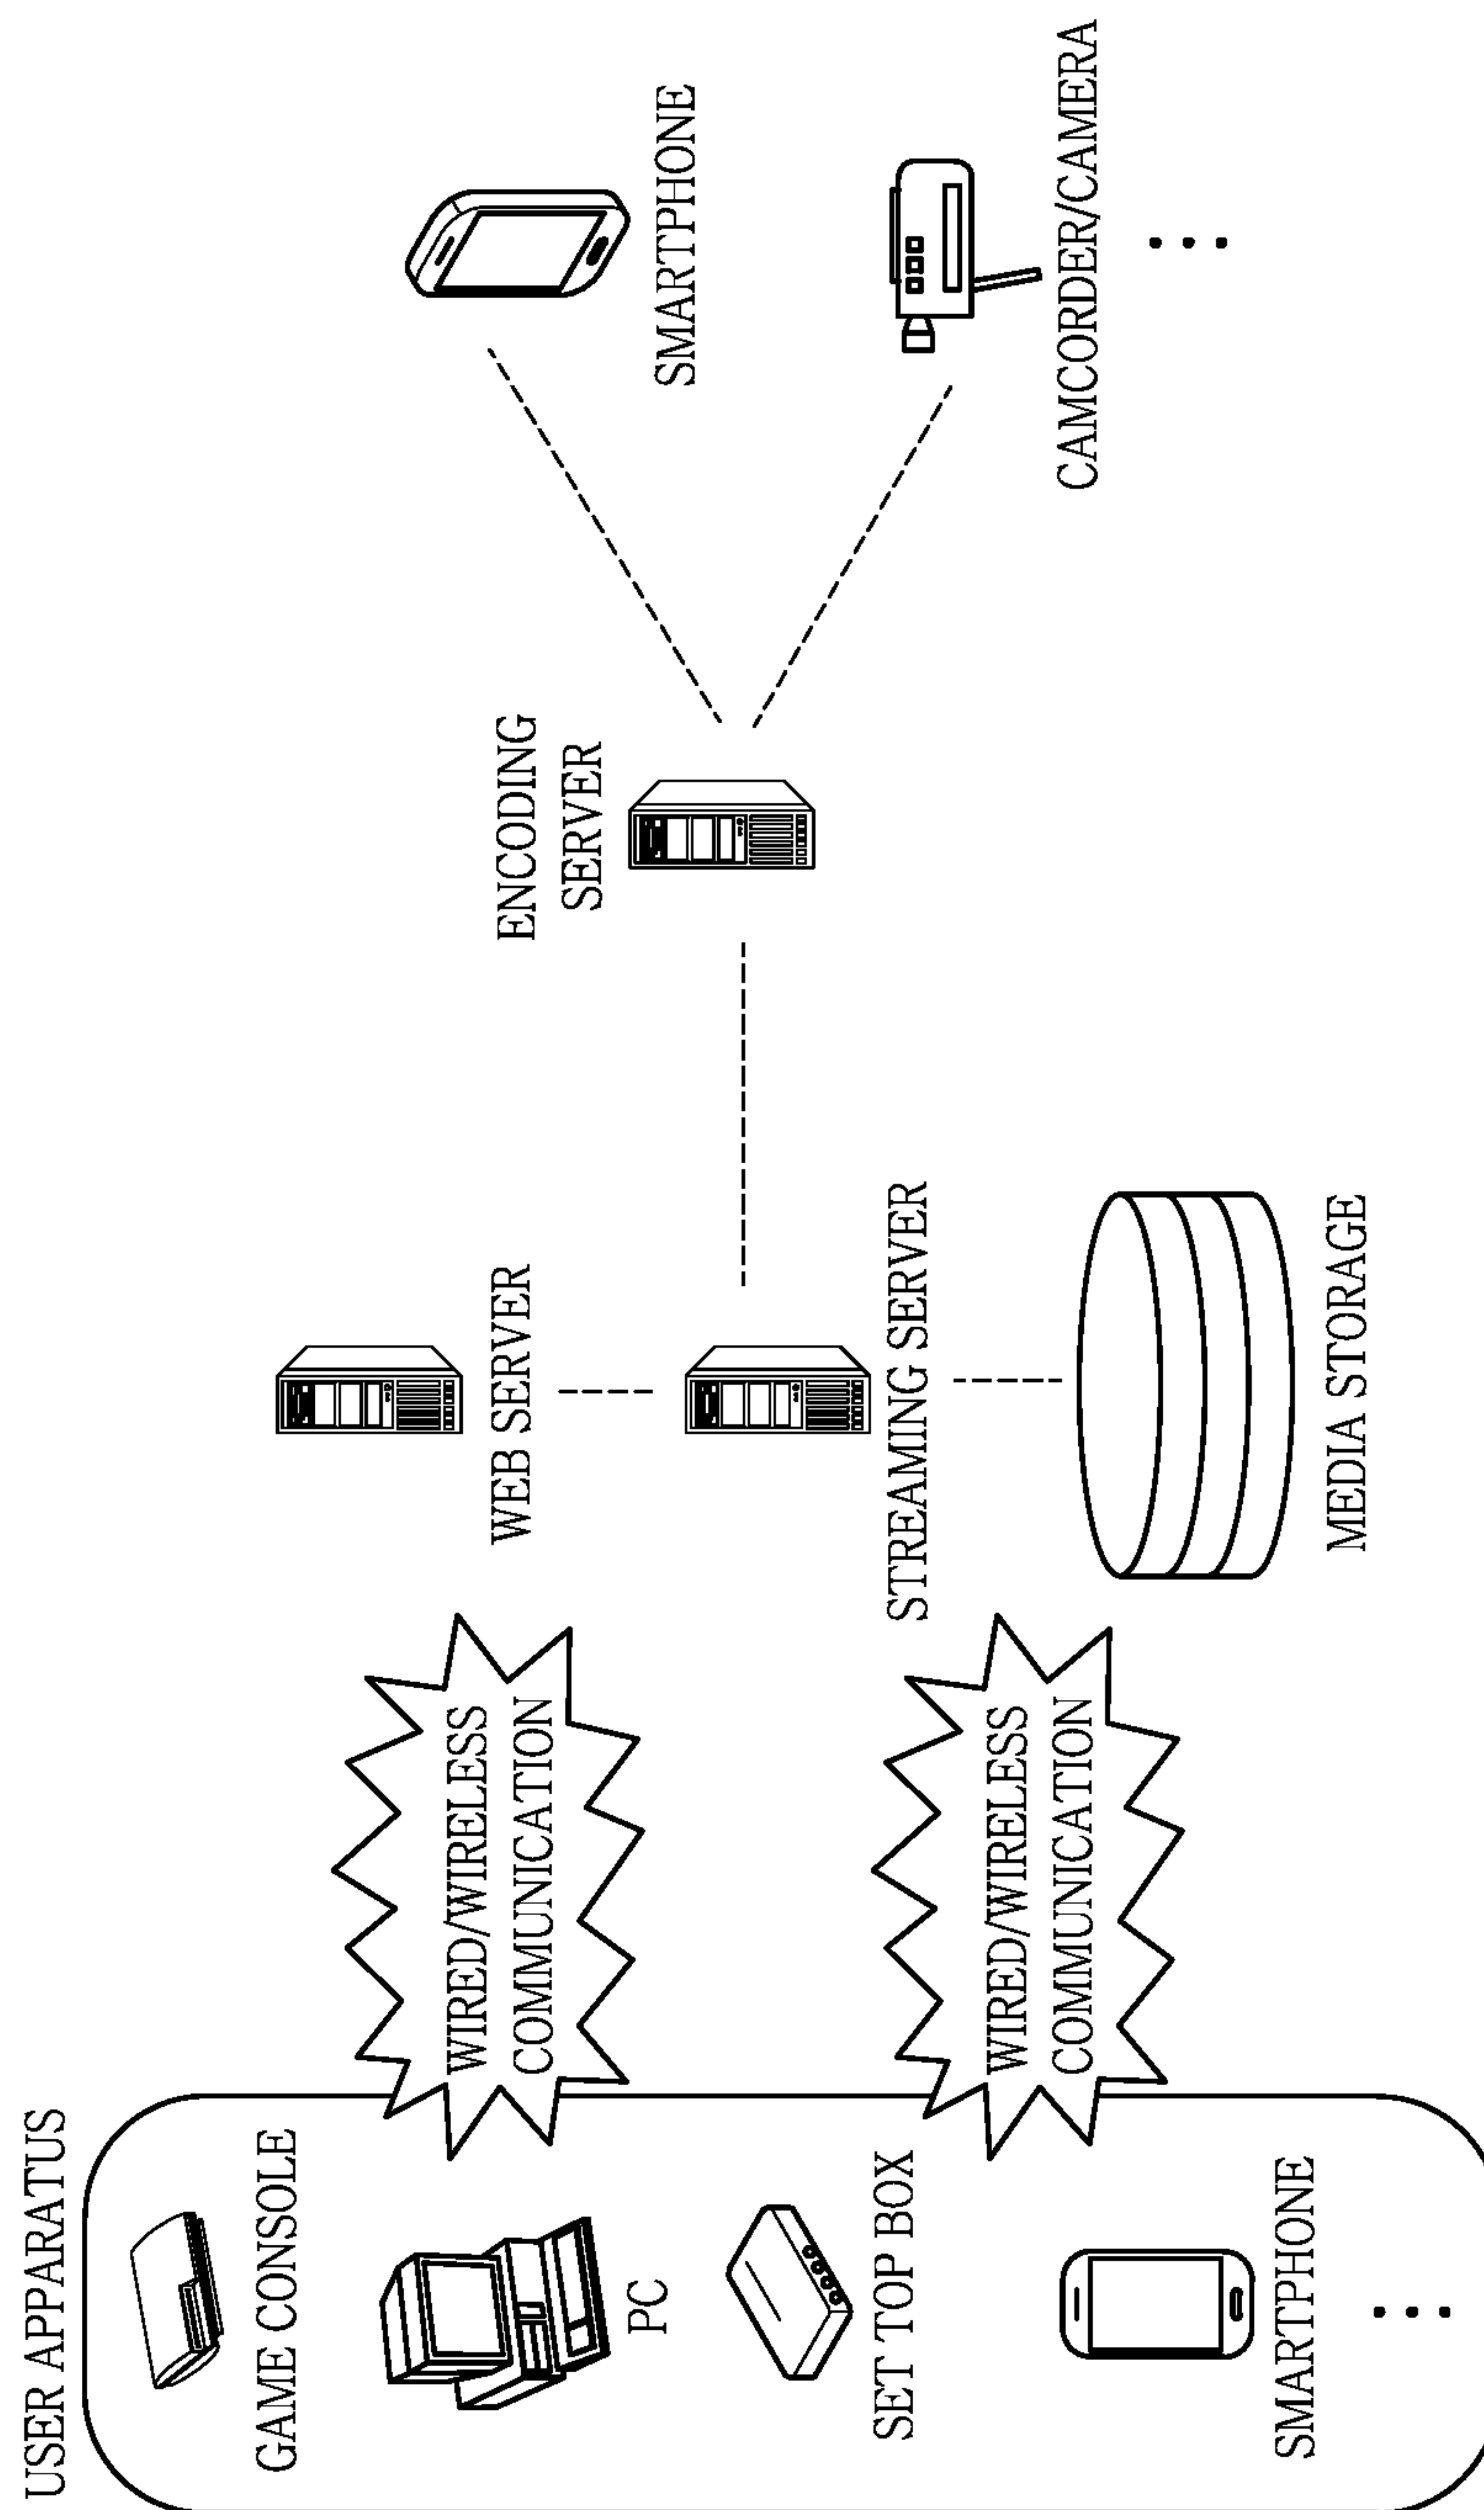 USER APPARATUS
GAME CONSOLE
PC
SET TOP BOX
SMARTPHONE
WIRED/WIRELESS
COMMUNICATION
WIRED/WIRELESS
COMMUNICATION
WEB SERVER
STREAMING SERVER
MEDIA STORAGE
ENCODING
SERVER
SMARTPHONE
CAMCORDER/CAMERA